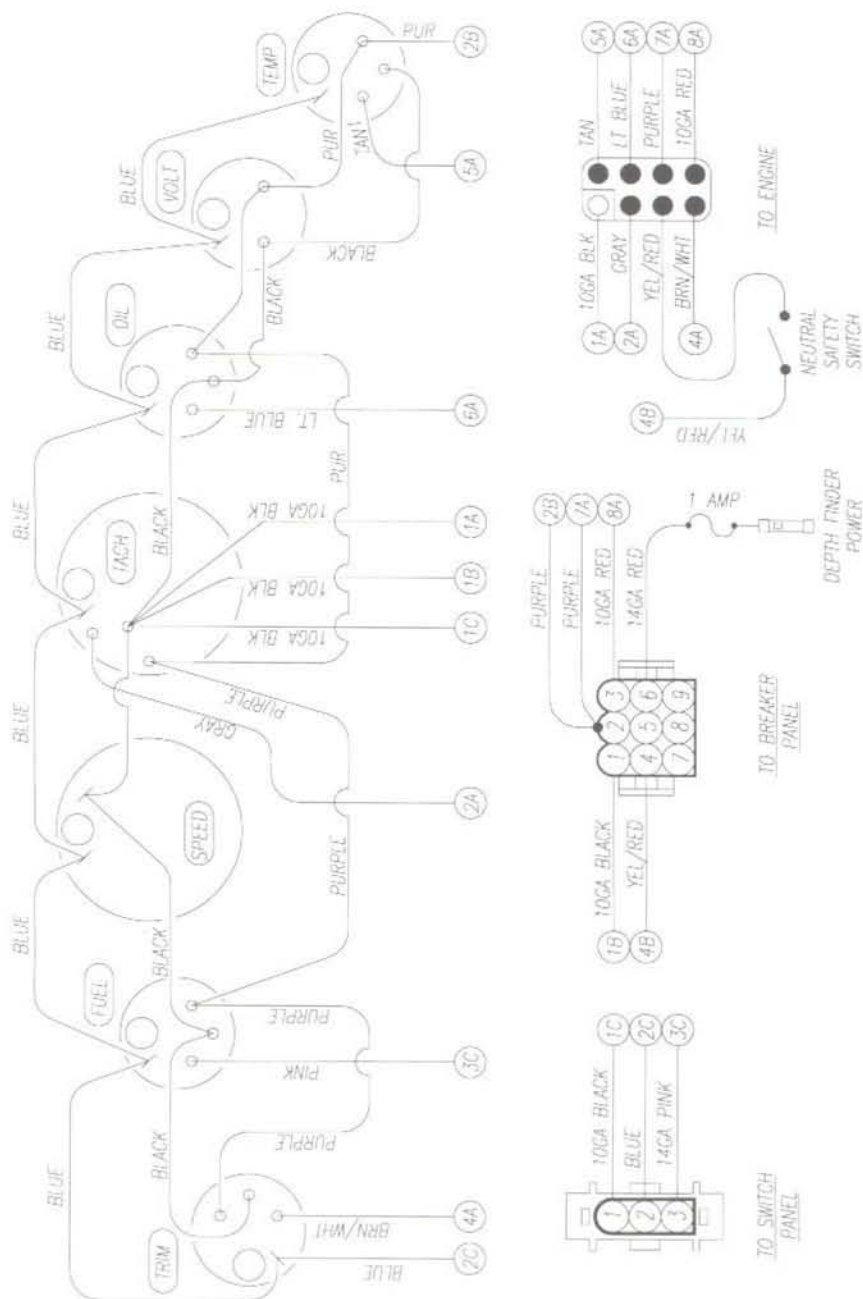 BLUE
BLUE
BLUE
BLUE
BLUE
BLUE
TRIM
FUEL
SPEED
TACH
OIL
VOLT
TEMP
BLACK
BLACK
BLACK
BLACK
BLACK
PUR
PUR
TAN
PURPLE
PURPLE
PURPLE
PURPLE
GRAY
PUR
BLUE
BRN/WHT
PINK
10GA BLK
10GA BLK
10GA BLK
LT. BLUE
2C
4A
3C
2A
1C
1B
1A
6A
5A
2B
10GA BLACK
BLUE
14GA PINK
1C
2C
3C
1
2
3
TO SWITCH
PANEL
1B
10GA BLACK
4B
YEL/RED
PURPLE
2B
PURPLE
7A
10GA RED
8A
14GA RED
1 AMP
1 2 3
4 5 6
7 8 9
TO BREAKER
PANEL
DEPTH FINDER
POWER
1A
10GA BLK
TAN
5A
2A
GRAY
LT BLUE
6A
YEL/RED
PURPLE
7A
4A
BRN/WHT
10GA RED
8A
TO ENGINE
4B
YEL/RED
NEUTRAL
SAFETY
SWITCH